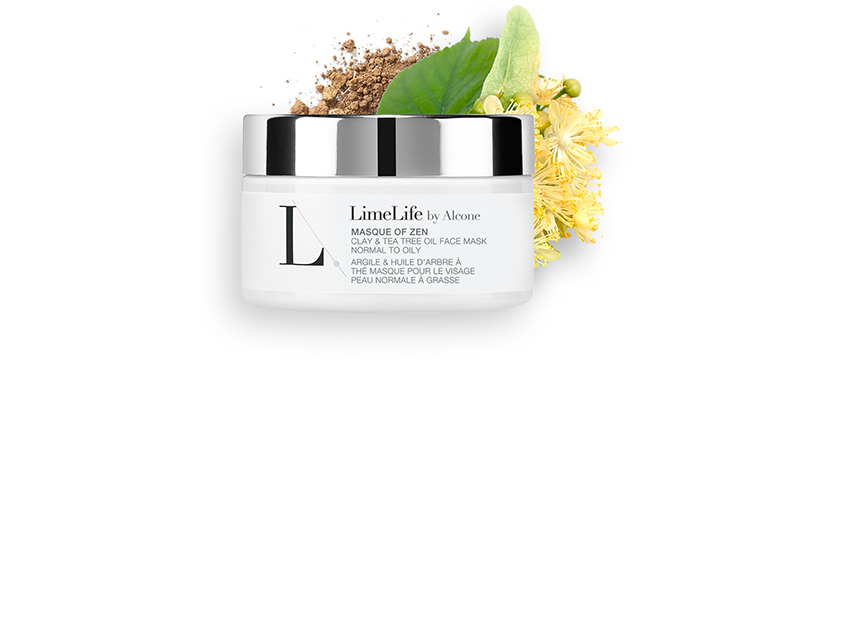 L
LimeLife by Alcone
MASQUE OF ZEN
CLAY & TEA TREE OIL FACE MASK
NORMAL TO OILY
ARGILE & HUILE D'ARBRE À
THÉ MASQUE POUR LE VISAGE
PEAU NORMALE À GRASSE